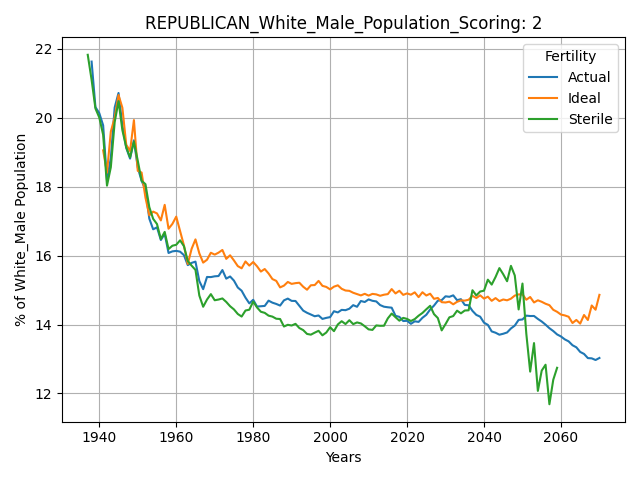 REPUBLICAN_White_Male_Population_Scoring: 2
Fertility
Actual
Ideal
Sterile
% of White_Male Population
22
20
18
16
14
12
1940 1960 1980 2000 2020 2040 2060
Years